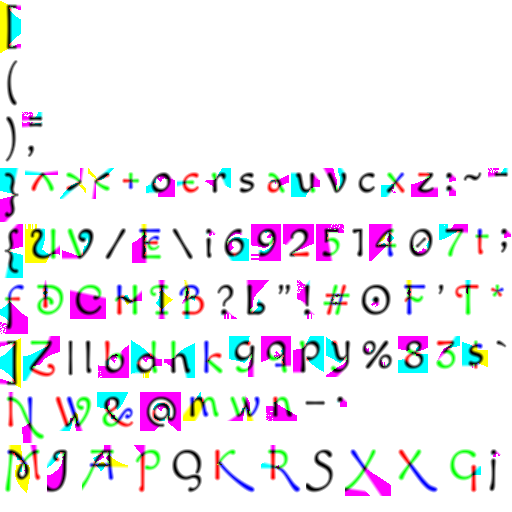 [
(
) = ,
} ^ > < + o e r s a u v c x z : ~ -
{ U V / E \ i 6 9 2 5 1 4 0 7 t ;
f D C H I B ? L " ! # O F ' T *
] Z | l b d h k g q p y % 8 3 $ `
N W & @ m w n - .
M J A P Q K R S X G j